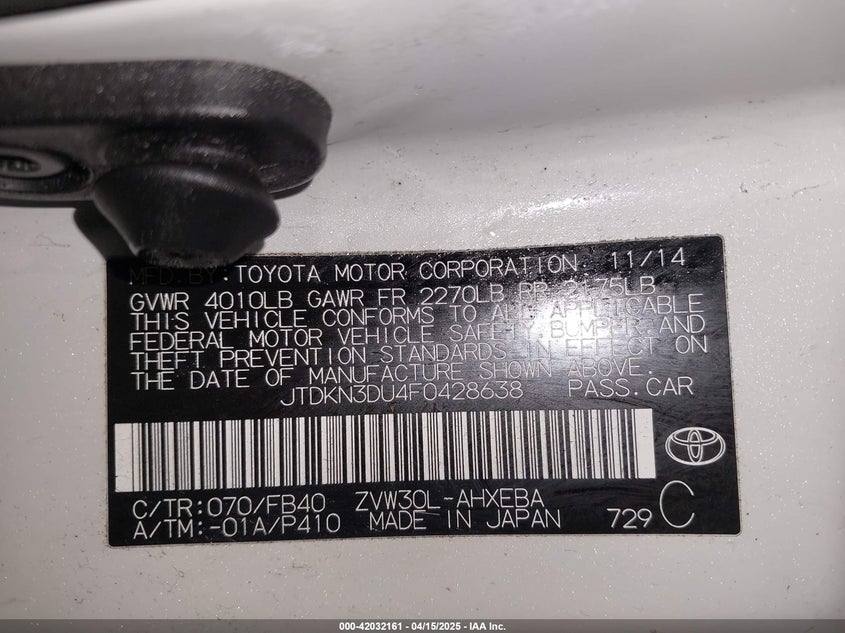 MFD. BY: TOYOTA MOTOR CORPORATION 11/14
GVWR 4010LB GAWR FR 2270LB RR 2175LB
THIS VEHICLE CONFORMS TO ALL APPLICABLE
FEDERAL MOTOR VEHICLE SAFETY, BUMPER AND
THEFT PREVENTION STANDARDS IN EFFECT ON
THE DATE OF MANUFACTURE SHOWN ABOVE.
JTDKN3DU4F0428638 PASS.CAR
C/TR:070/FB40 ZVW30L-AHXEBA
A/TM:-01A/P410 MADE IN JAPAN 729 C
000-42032161 | 04/15/2025 | IAA Inc.